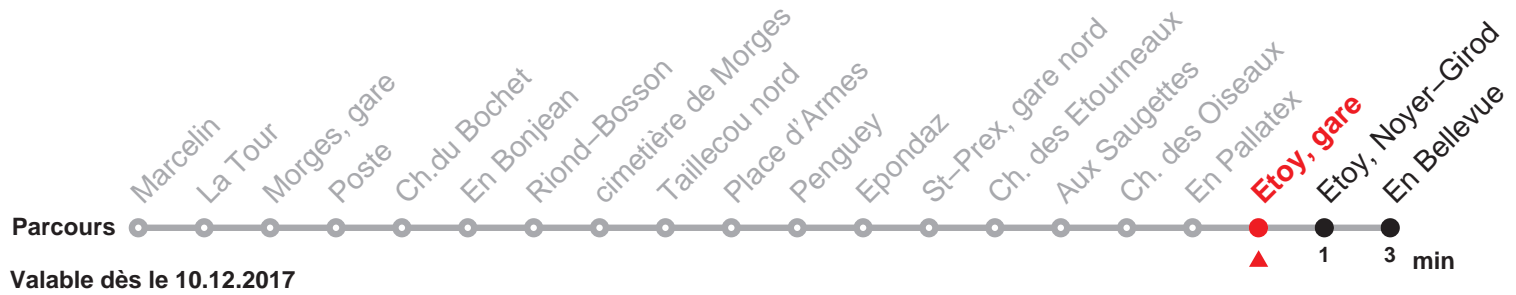 Marcelin
La Tour
Morges, gare
Poste
Ch.du Bochet
En Bonjean
Riond–Bosson
cimetière de Morges
Taillecou nord
Place d'Armes
Penguey
Epondaz
St–Prex, gare nord
Ch. des Etourneaux
Aux Saugettes
Ch. des Oiseaux
En Pallatex
Etoy, gare
Etoy, Noyer–Girod
En Bellevue
Parcours
1 3 min
Valable dès le 10.12.2017